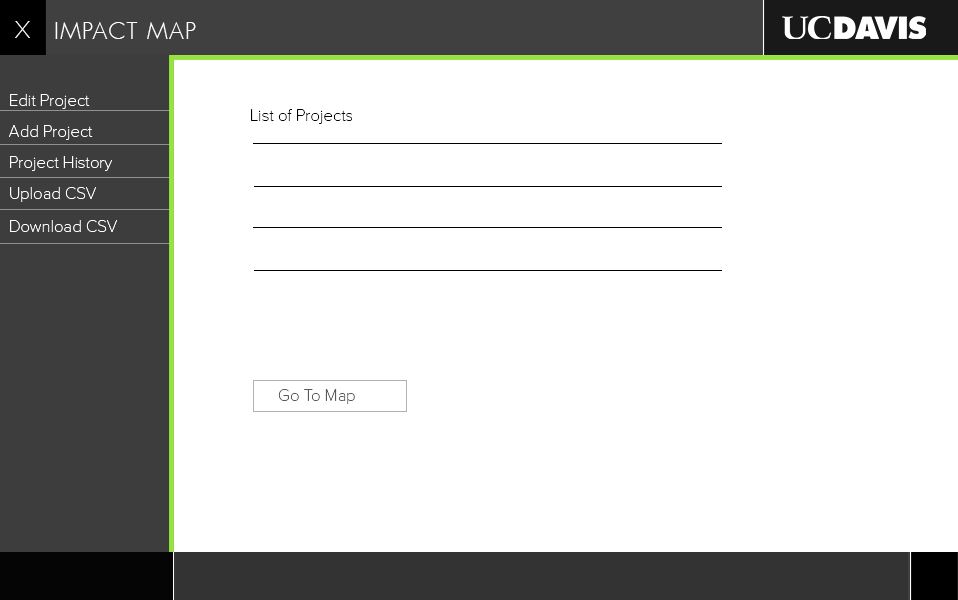 X IMPACT MAP UCDAVIS
Edit Project
Add Project
Project History
Upload CSV
Download CSV
List of Projects
Go To Map